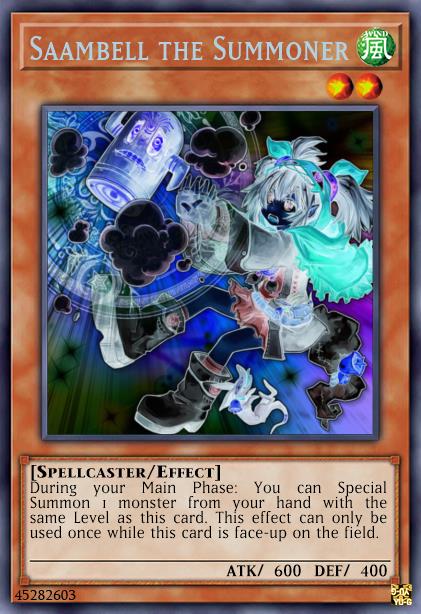 SAAMBELL THE SUMMONER
WIND
風
[SPELLCASTER/EFFECT]
During your Main Phase: You can Special
Summon 1 monster from your hand with the
same Level as this card. This effect can only be
used once while this card is face-up on the field.
ATK/ 600 DEF/ 400
45282603